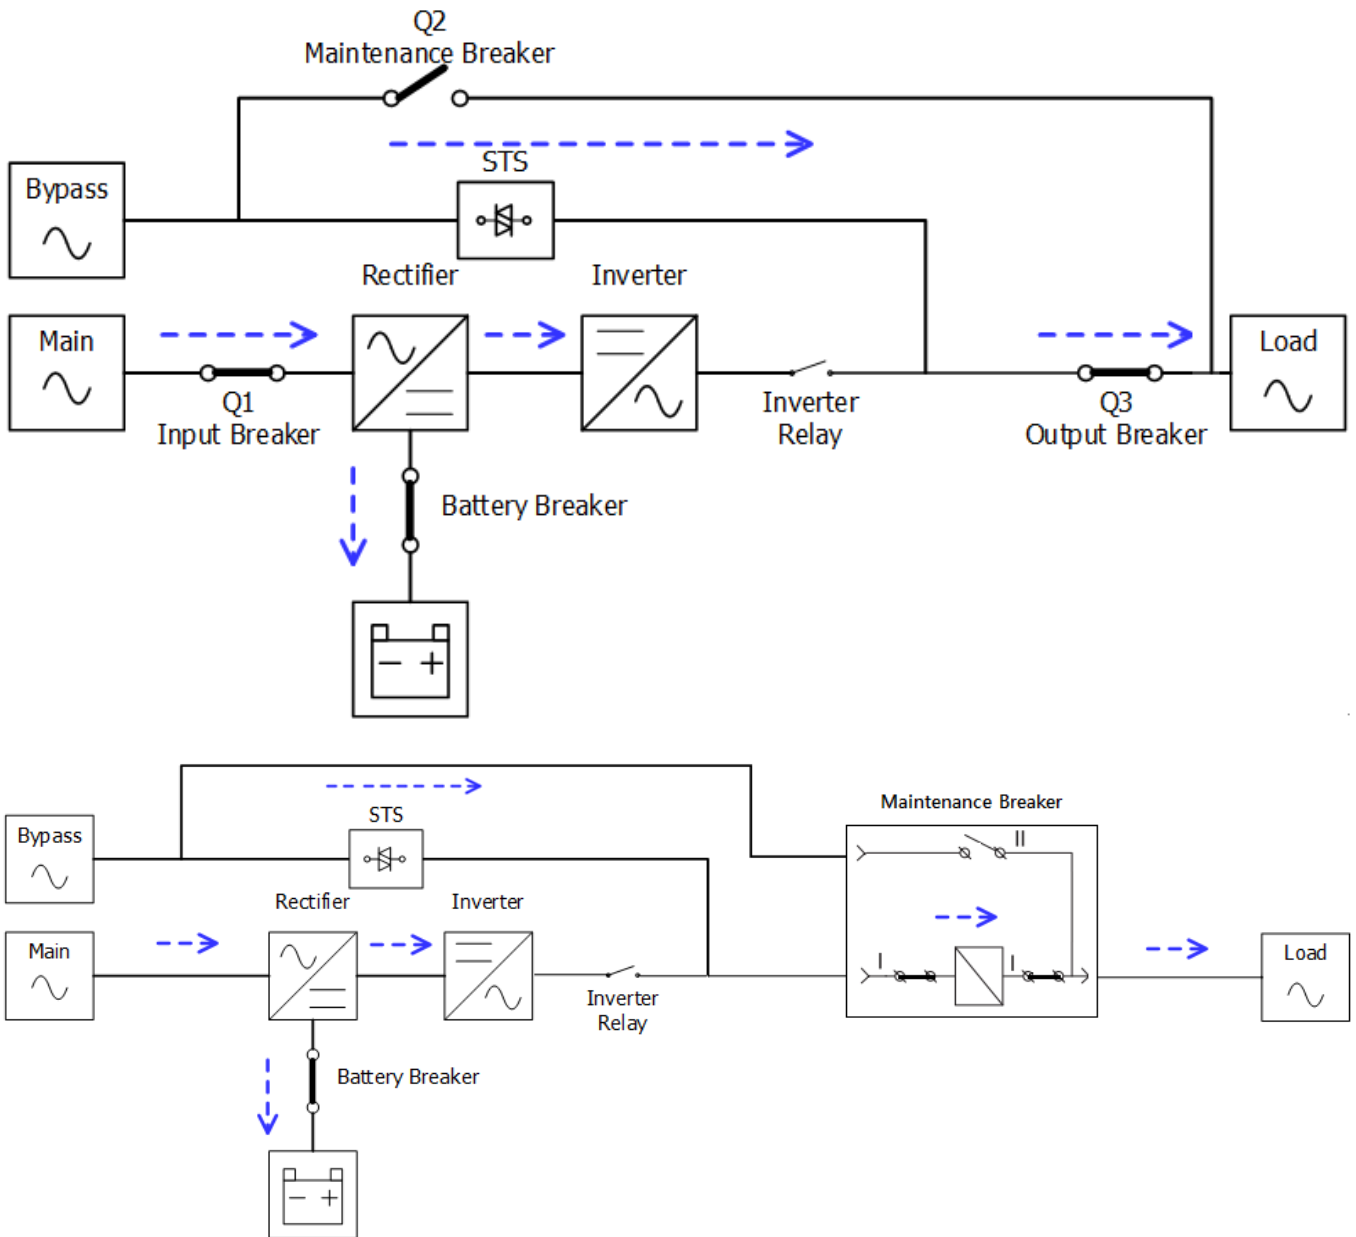 Q2
Maintenance Breaker
STS
Bypass
Rectifier
Inverter
Main
Load
Q1
Input Breaker
Inverter
Relay
Q3
Output Breaker
Battery Breaker
− +
Maintenance Breaker
STS
Bypass
II
Rectifier
Inverter
Main
I
I
Load
Inverter
Relay
Battery Breaker
− +